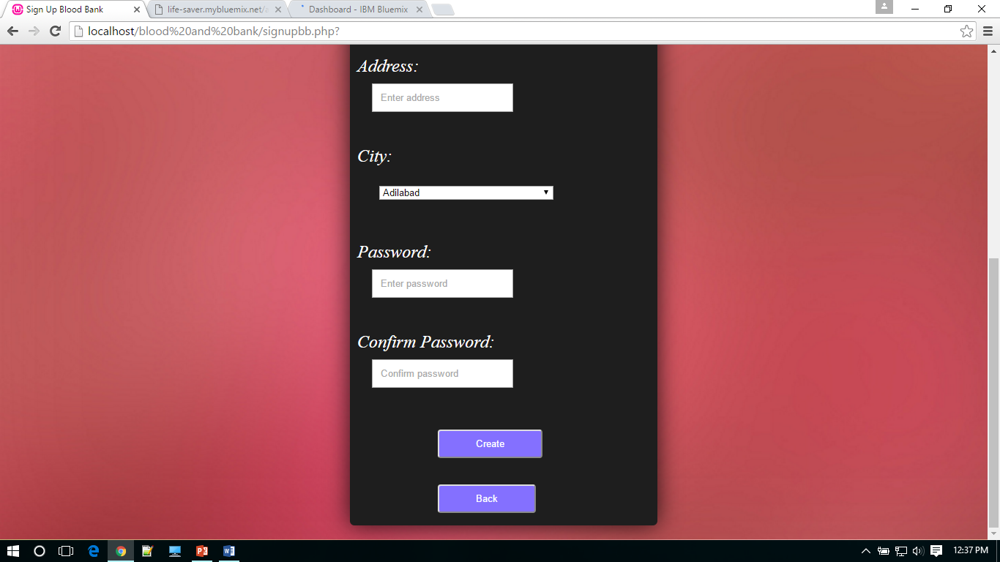 Sign Up Blood Bank
life-saver.mybluemix.net/
Dashboard - IBM Bluemix
localhost/blood%20and%20bank/signupbb.php?
Address:
Enter address
City:
Adilabad
Password:
Enter password
Confirm Password:
Confirm password
Create
Back
12:37 PM